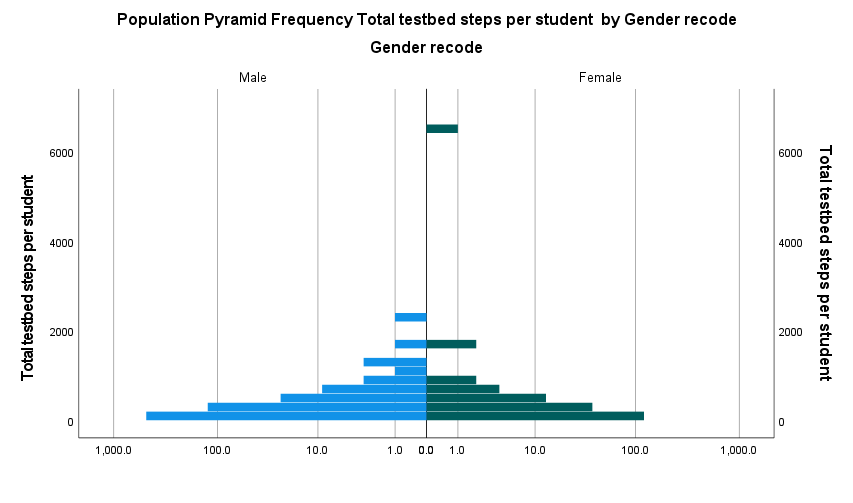 Population Pyramid Frequency Total testbed steps per student by Gender recode
Gender recode
Male
Female
Total testbed steps per student
6000
4000
2000
0
6000
4000
2000
0
Total testbed steps per student
1,000.0 100.0 10.0 1.0 0.0 0.0 1.0 10.0 100.0 1,000.0